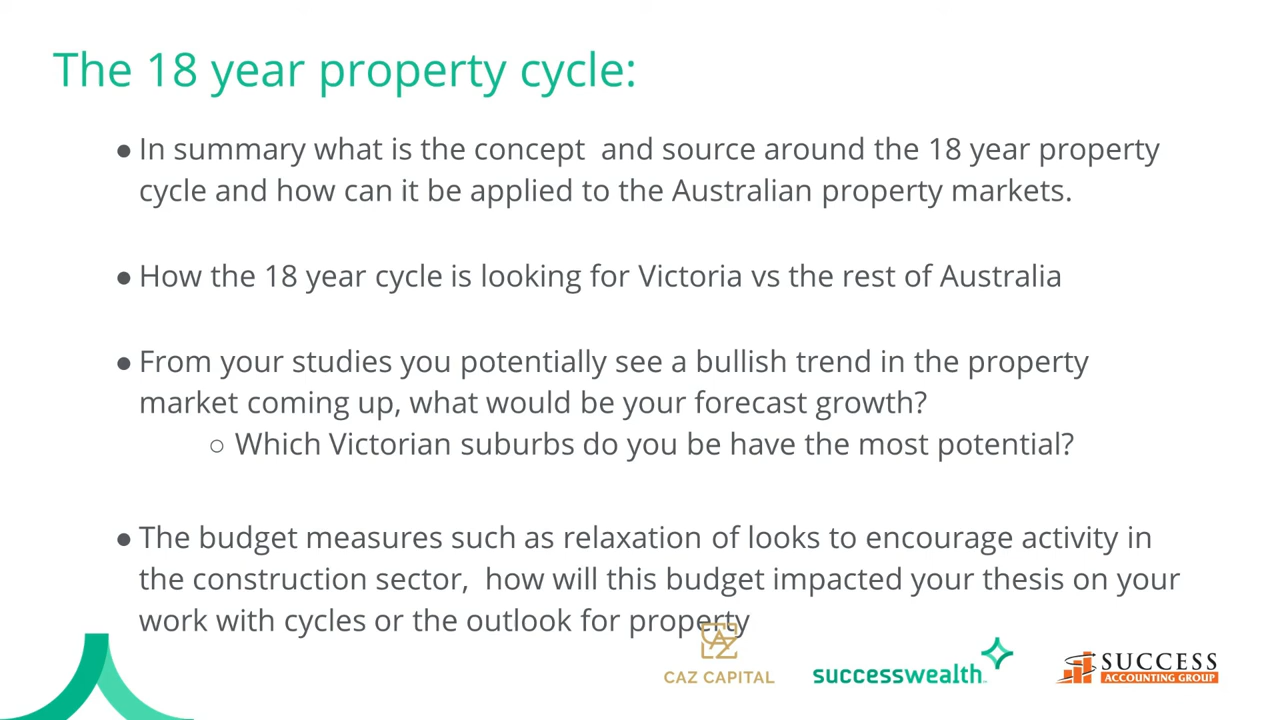 The 18 year property cycle:
● In summary what is the concept  and source around the 18 year property
cycle and how can it be applied to the Australian property markets.
● How the 18 year cycle is looking for Victoria vs the rest of Australia
● From your studies you potentially see a bullish trend in the property
market coming up, what would be your forecast growth?
○ Which Victorian suburbs do you be have the most potential?
● The budget measures such as relaxation of looks to encourage activity in
the construction sector,  how will this budget impacted your thesis on your
work with cycles or the outlook for property
CAZ
CAZ CAPITAL
successwealth
SUCCESS
ACCOUNTING GROUP